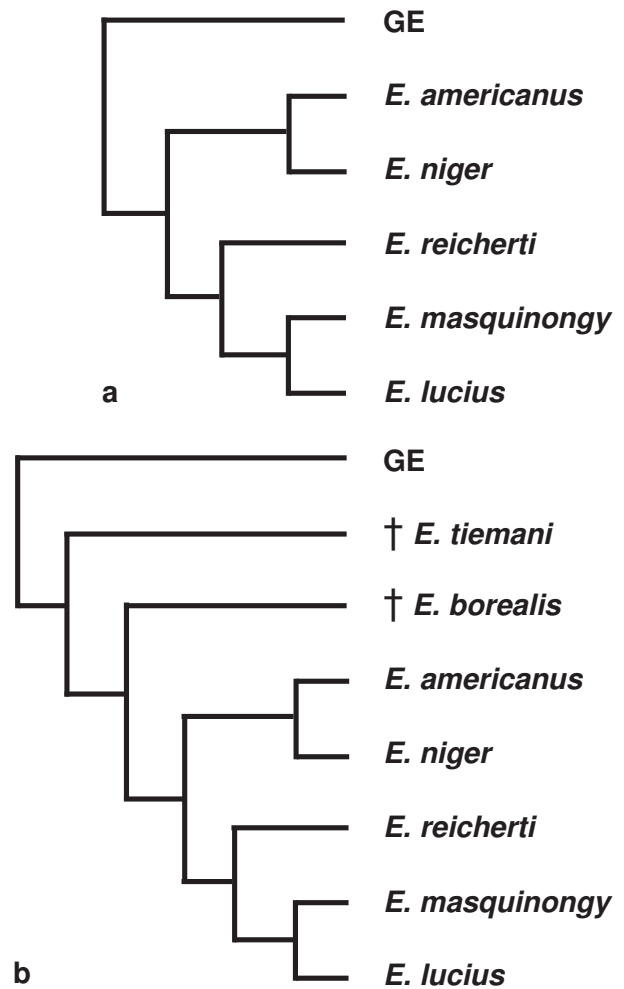 GE
E. americanus
E. niger
E. reicherti
E. masquinongy
a
E. lucius
GE
† E. tiemani
† E. borealis
E. americanus
E. niger
E. reicherti
E. masquinongy
b
E. lucius